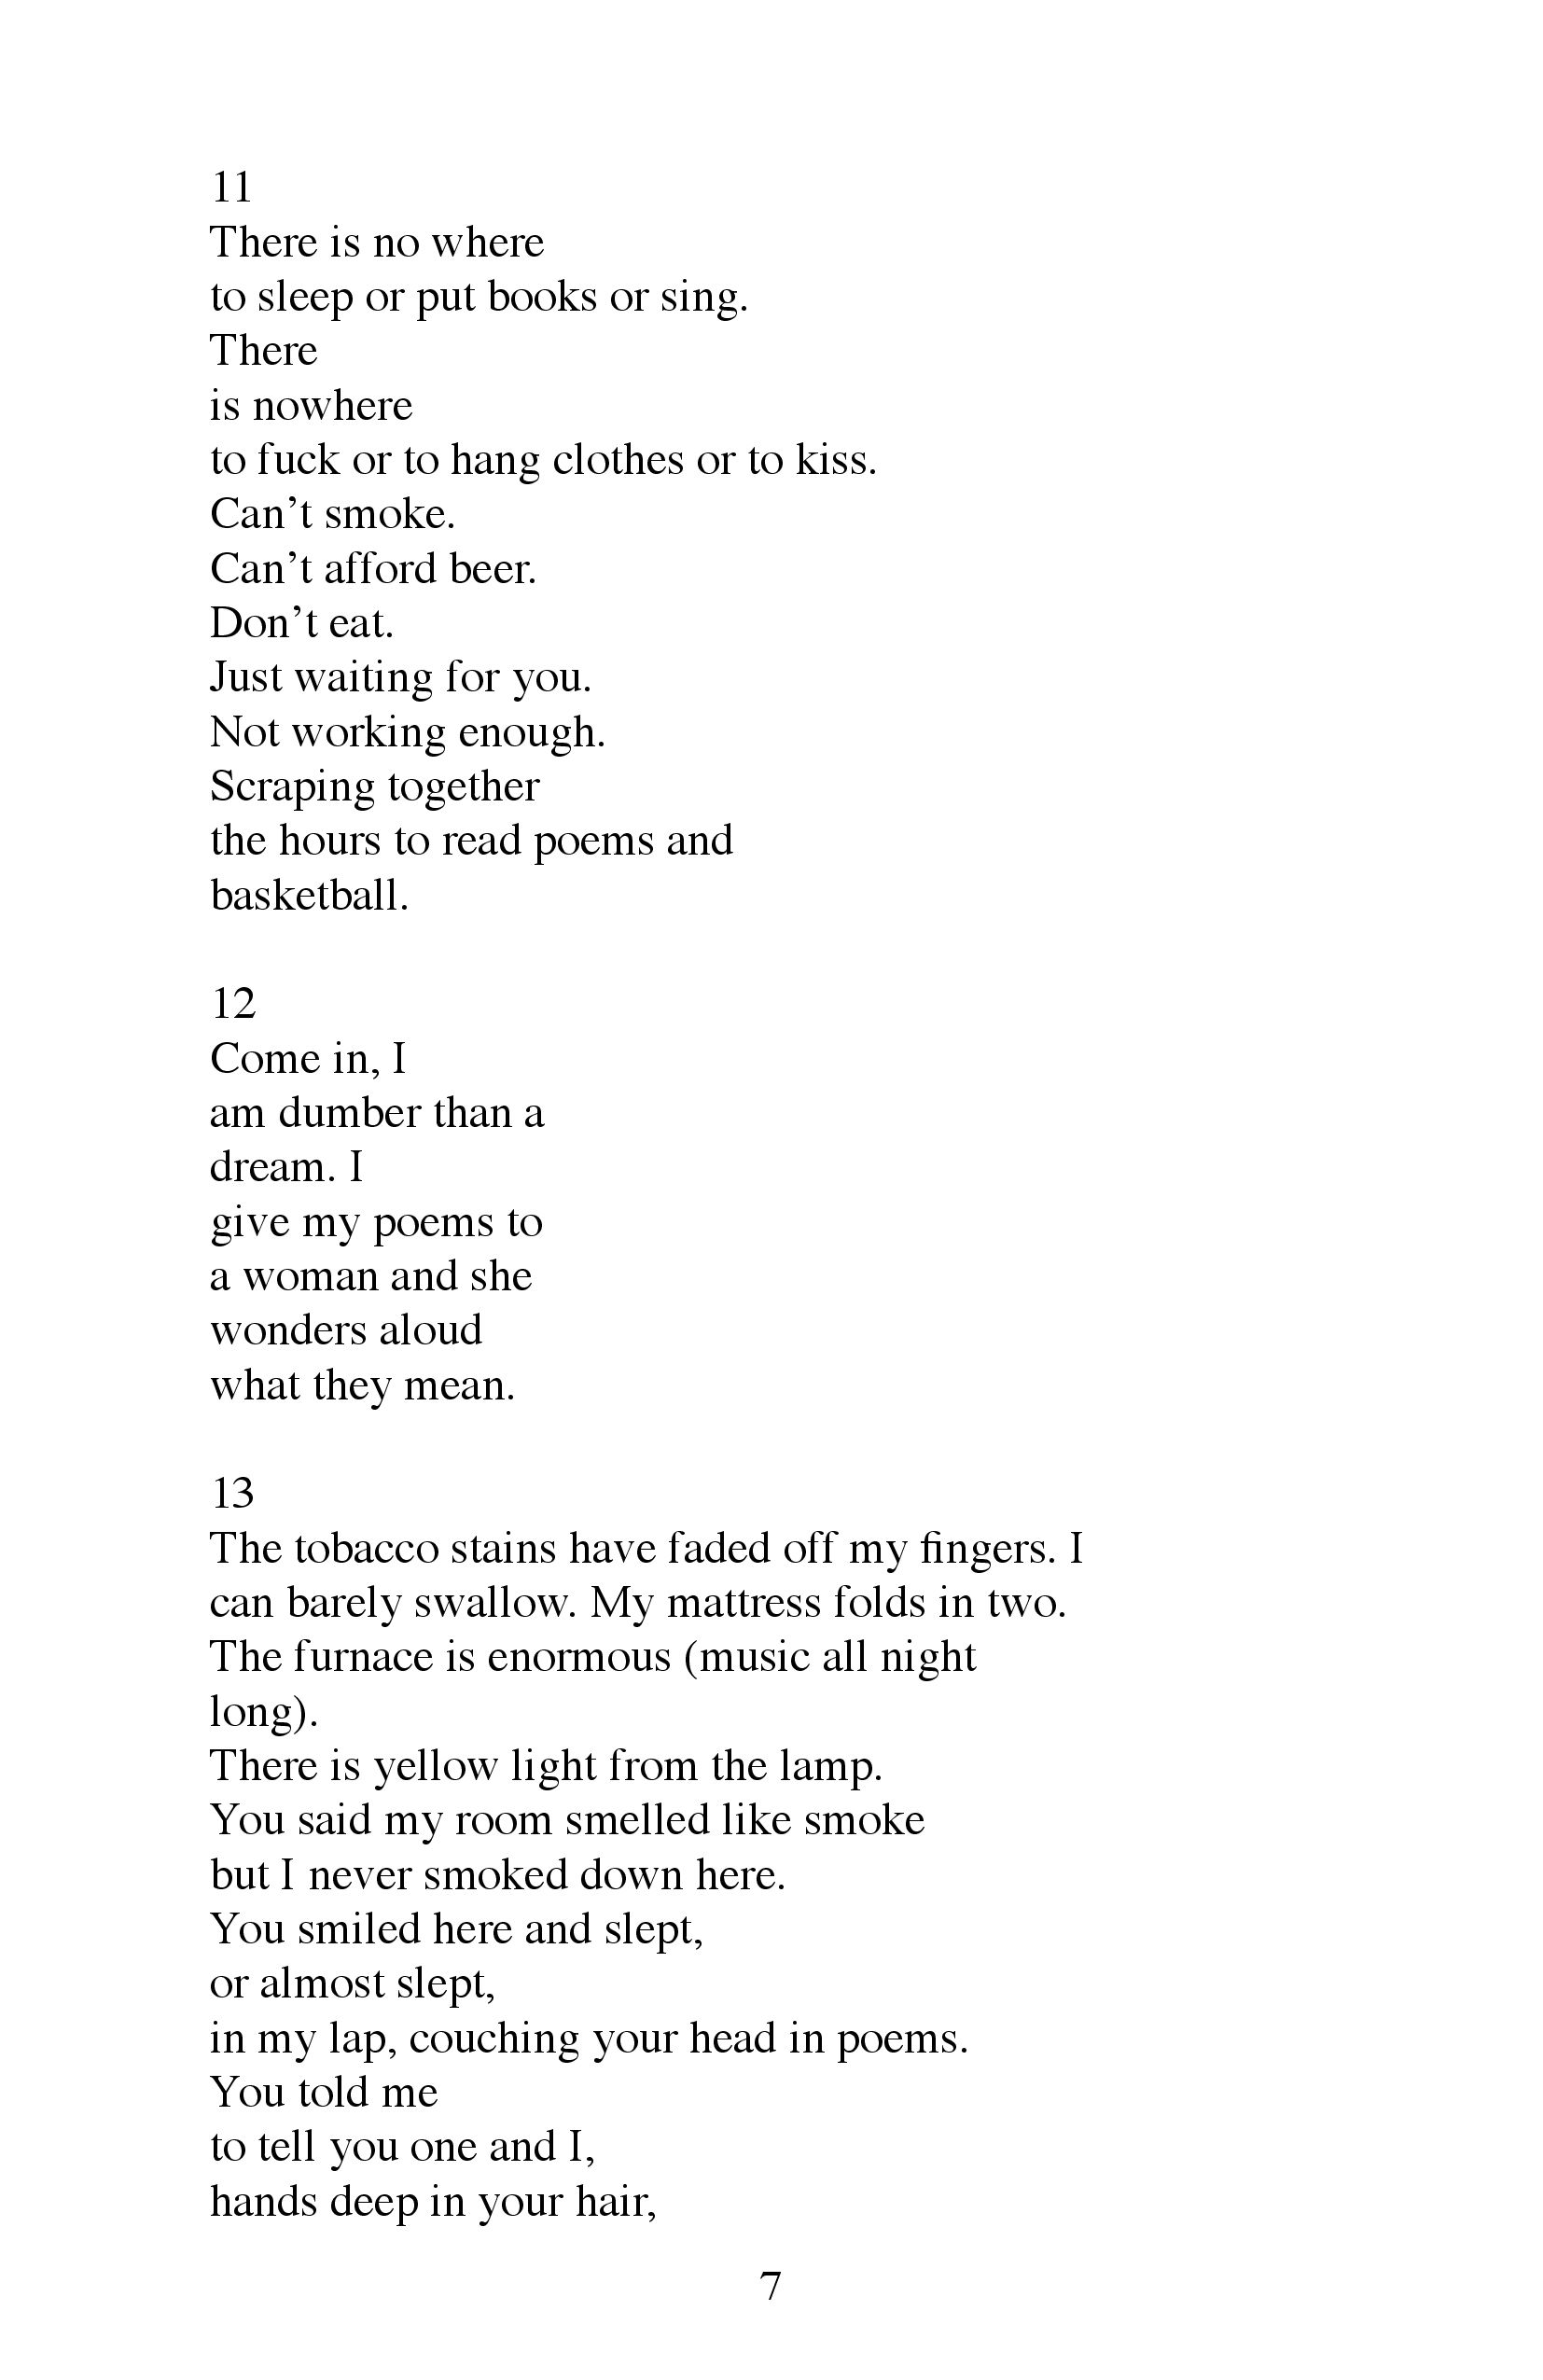 11
There is no where
to sleep or put books or sing.
There
is nowhere
to fuck or to hang clothes or to kiss.
Can’t smoke.
Can’t afford beer.
Don’t eat.
Just waiting for you.
Not working enough.
Scraping together
the hours to read poems and
basketball.

12
Come in, I
am dumber than a
dream. I
give my poems to
a woman and she
wonders aloud
what they mean.

13
The tobacco stains have faded off my fingers. I
can barely swallow. My mattress folds in two.
The furnace is enormous (music all night
long).
There is yellow light from the lamp.
You said my room smelled like smoke
but I never smoked down here.
You smiled here and slept,
or almost slept,
in my lap, couching your head in poems.
You told me
to tell you one and I,
hands deep in your hair,

7